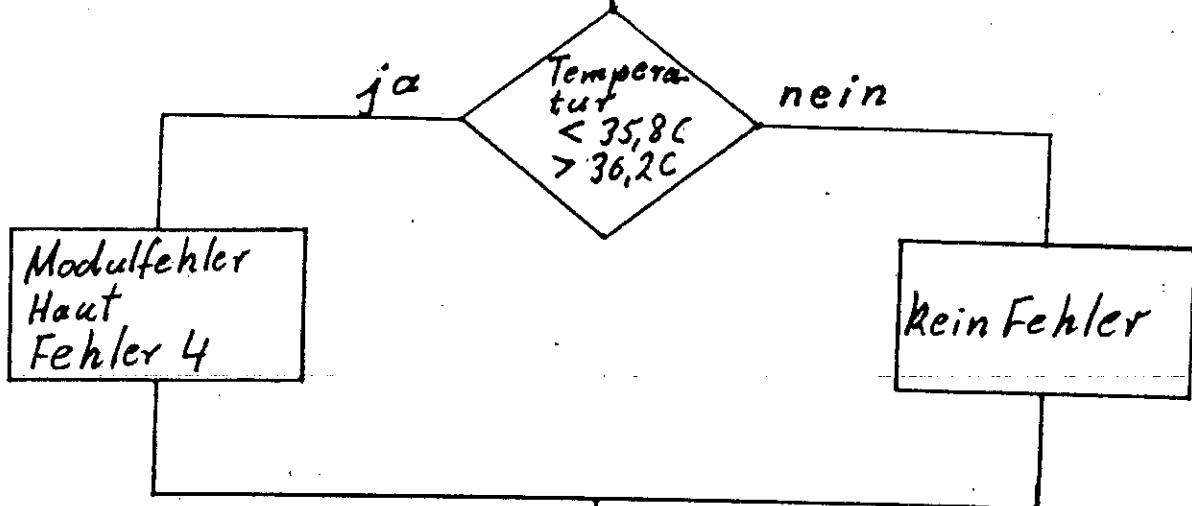 ja
Tempera-
tur
< 35,8C
> 36,2C
nein
Modulfehler
Haut
Fehler 4
kein Fehler